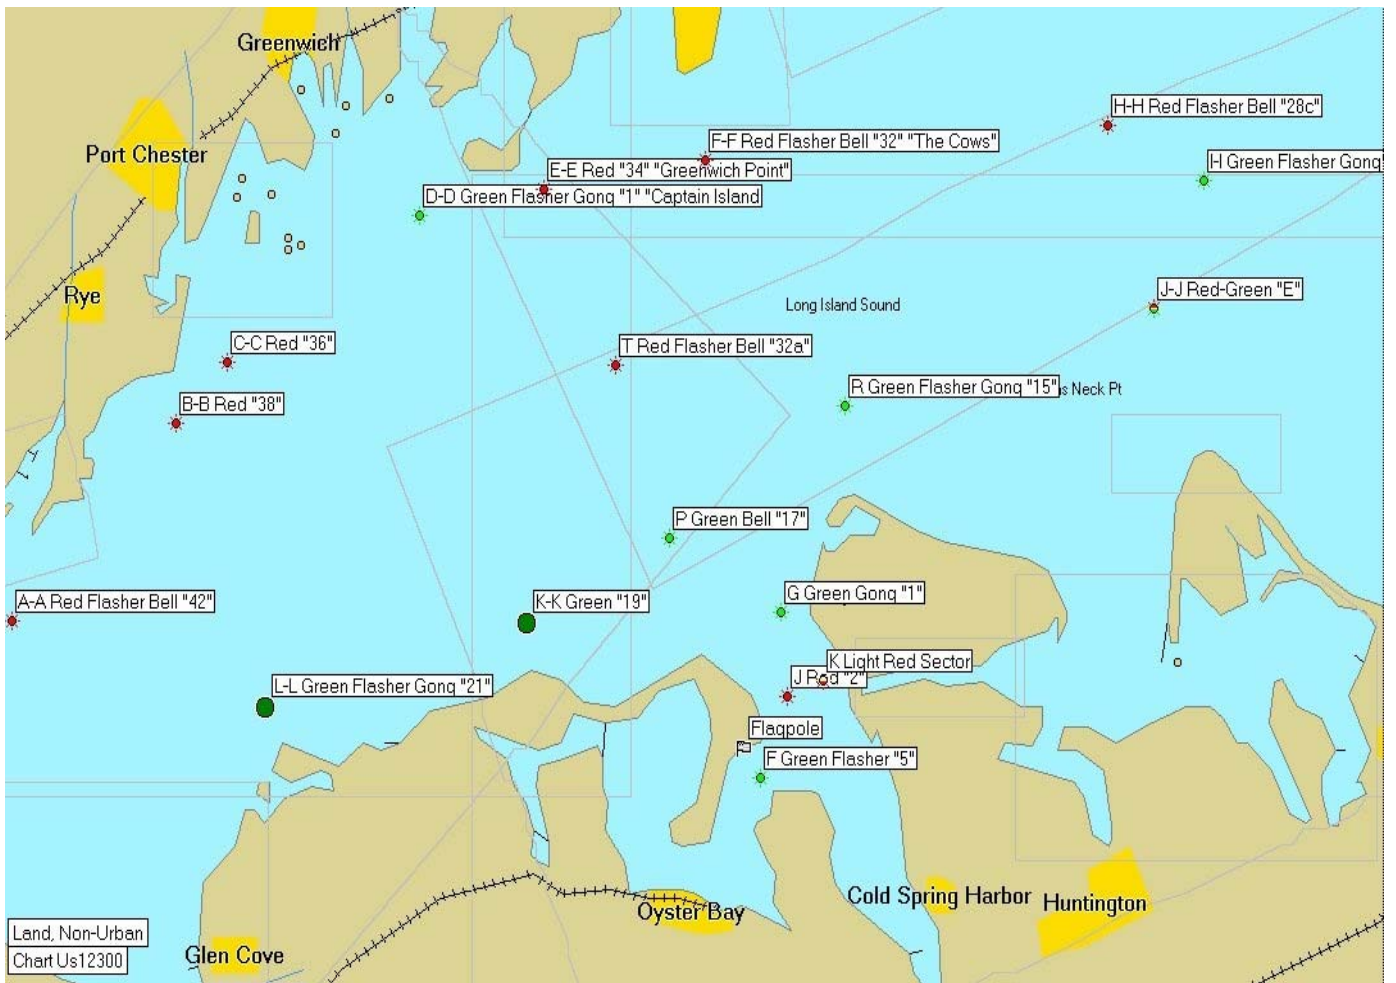 Greenwich
H-H Red Flasher Bell "28c"
F-F Red Flasher Bell "32" "The Cows"
Port Chester
I-I Green Flasher Gong
E-E Red "34" "Greenwich Point"
D-D Green Flasher Gong "1" "Captain Island
Rye
J-J Red-Green "E"
Long Island Sound
C-C Red "36"
T Red Flasher Bell "32a"
R Green Flasher Gong "15"
s Neck Pt
B-B Red "38"
P Green Bell "17"
G Green Gong "1"
A-A Red Flasher Bell "42"
K-K Green "19"
K Light Red Sector
J Red "2"
L-L Green Flasher Gong "21"
Flagpole
F Green Flasher "5"
Cold Spring Harbor
Huntington
Oyster Bay
Land, Non-Urban
Glen Cove
Chart Us12300